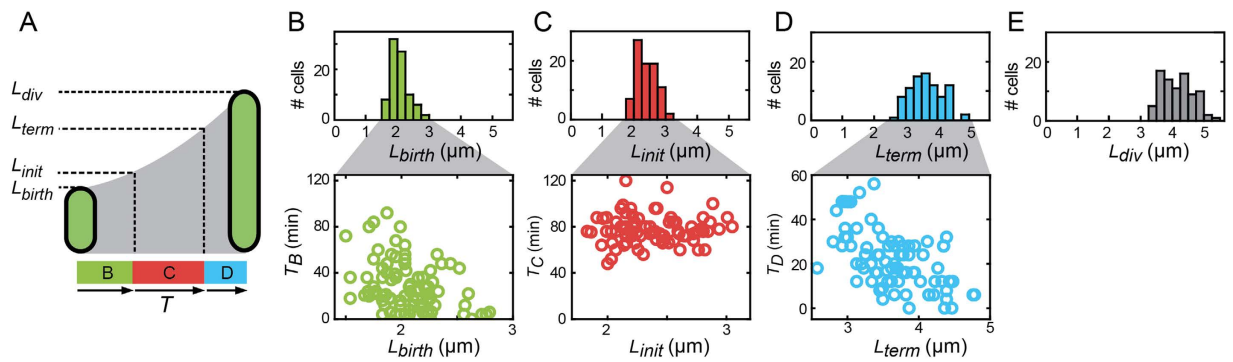 A
L_div
L_term
L_init
L_birth
B C D
T
B
# cells
20
0
0 1 2 3 4 5
L_birth (µm)
T_B (min)
120
80
40
0
2 3
L_birth (µm)
C
# cells
20
0
0 1 2 3 4 5
L_init (µm)
T_C (min)
120
80
40
0
2 3
L_init (µm)
D
# cells
20
0
0 1 2 3 4 5
L_term (µm)
T_D (min)
60
40
20
0
3 4 5
L_term (µm)
E
# cells
20
0
0 1 2 3 4 5
L_div (µm)